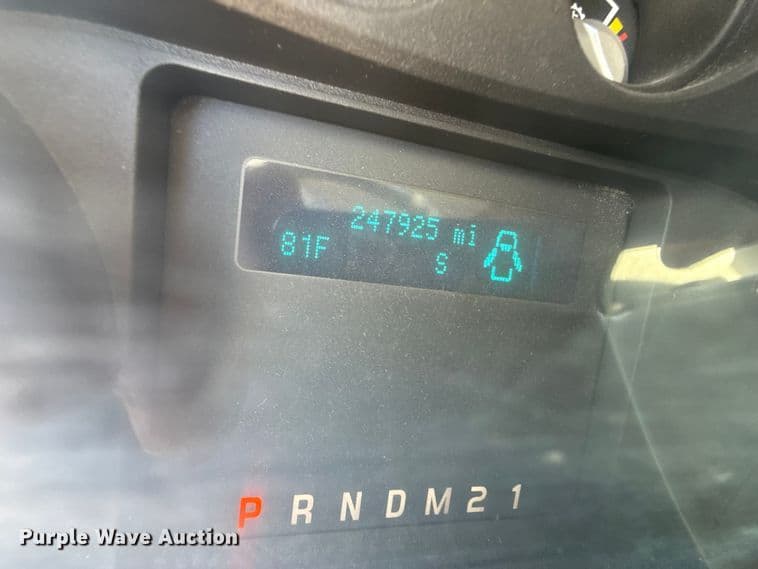 247925 mi
81F S
P R N D M 2 1
Purple Wave Auction